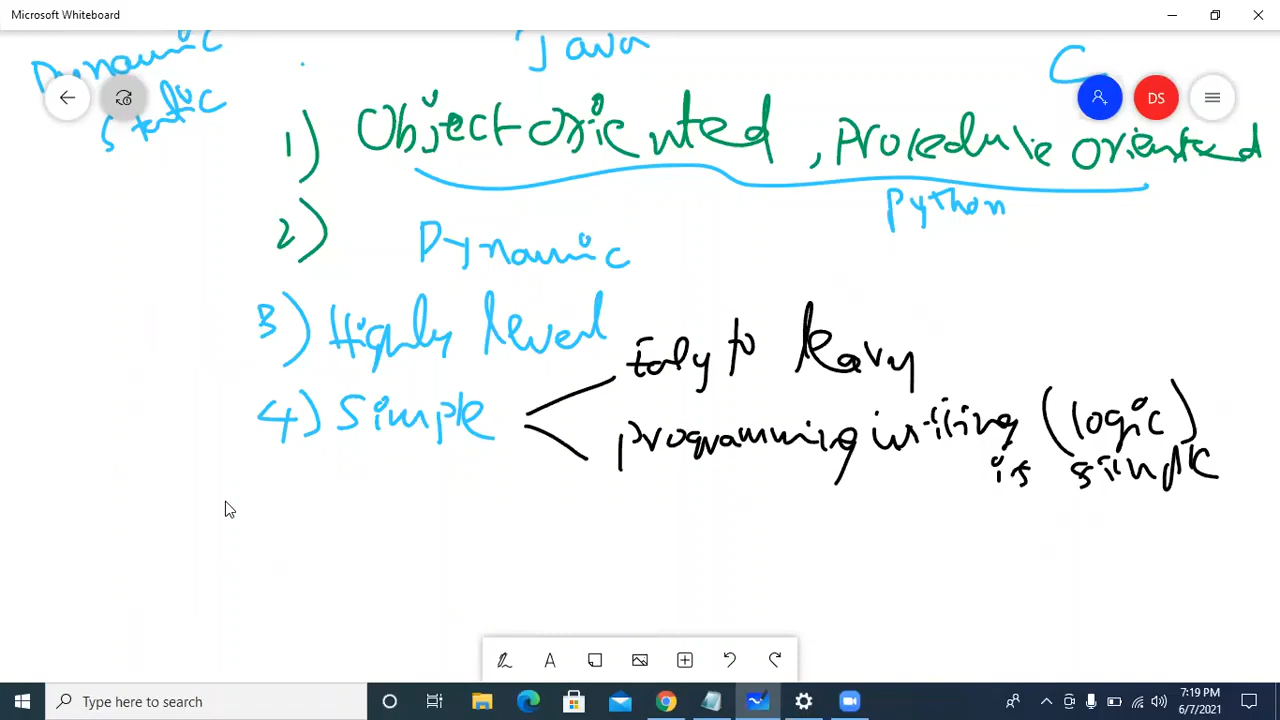 Microsoft Whiteboard
Dynamic
Static
Java
C
DS
1) Object oriented, Procedure oriented
Python
2) Dynamic
3) Highly level
4) Simple
Easy to learn
programming writing (logic)
is simple
Type here to search
7:19 PM
6/7/2021